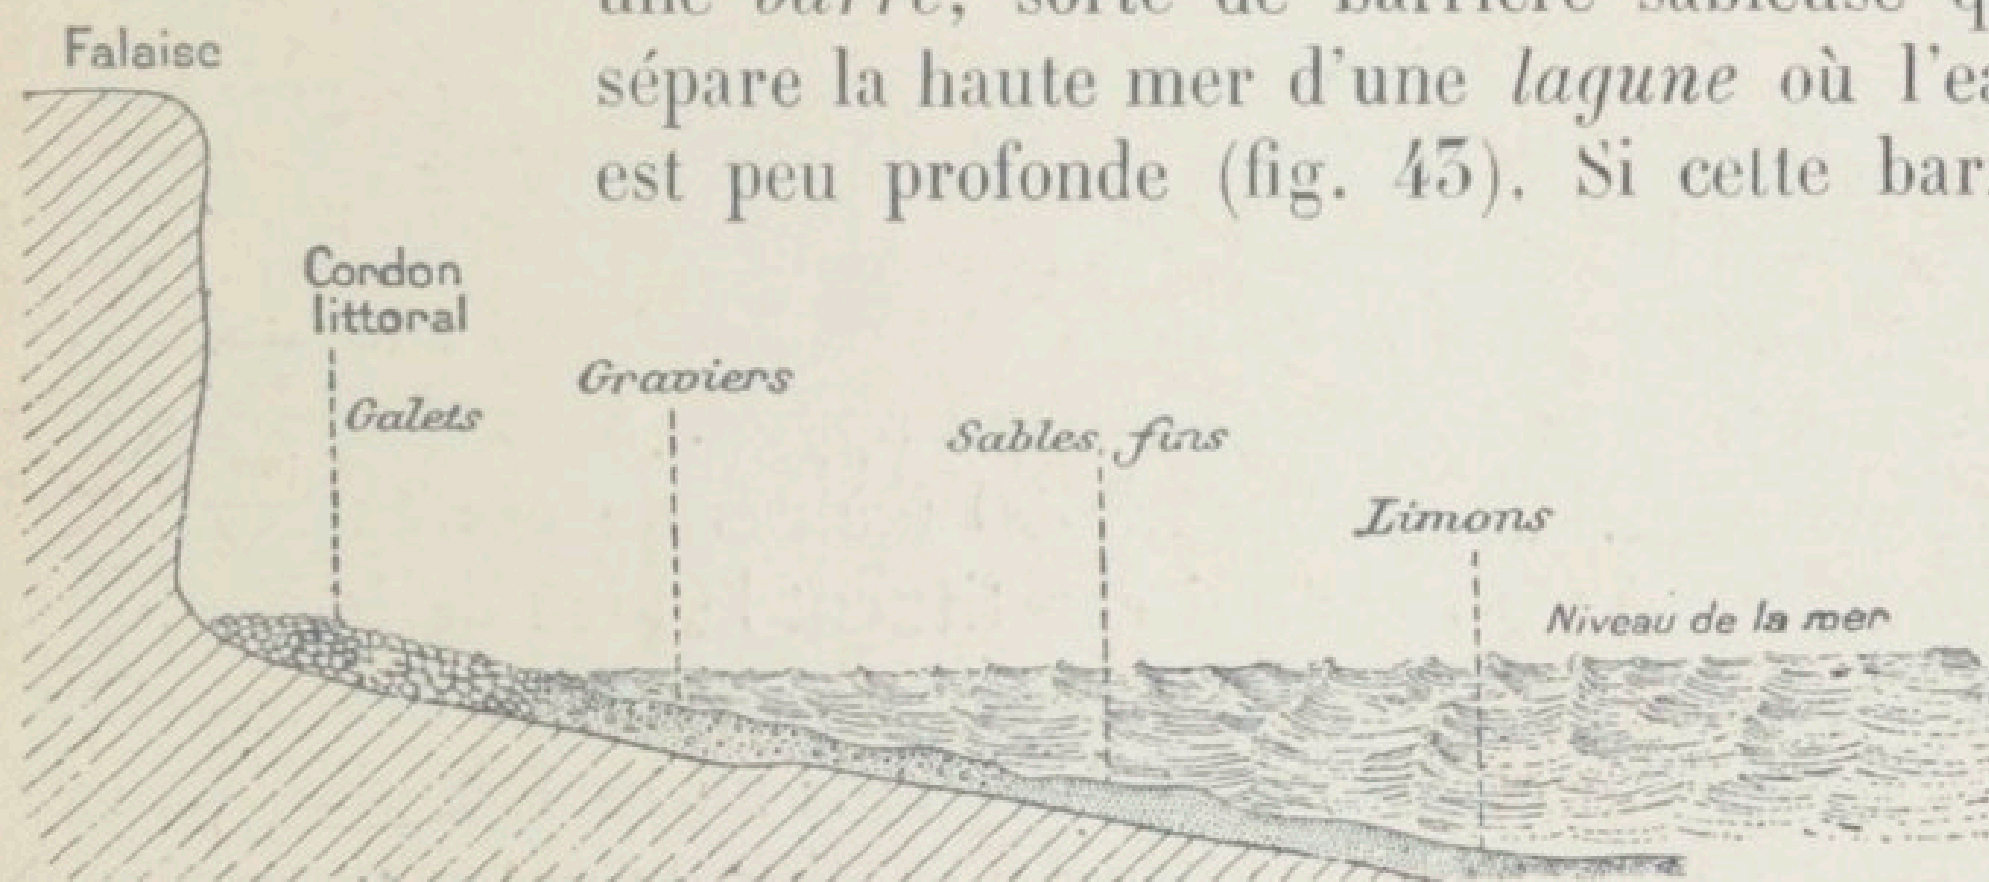 sépare la haute mer d'une lagune où l'ea
est peu profonde (fig. 43). Si cette bar
Falaise
Cordon
littoral
Galets
Graviers
Sables fins
Limons
Niveau de la mer